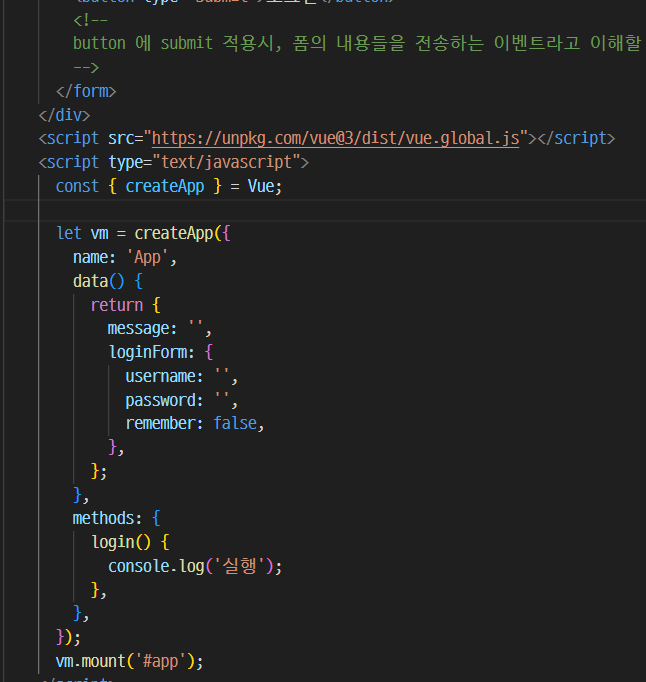 <!--
button 에 submit 적용시, 폼의 내용들을 전송하는 이벤트라고 이해할
-->
</form>
</div>
<script src="https://unpkg.com/vue@3/dist/vue.global.js"></script>
<script type="text/javascript">
const { createApp } = Vue;
let vm = createApp({
name: 'App',
data() {
return {
message: '',
loginForm: {
username: '',
password: '',
remember: false,
},
};
},
methods: {
login() {
console.log('실행');
},
},
});
vm.mount('#app');